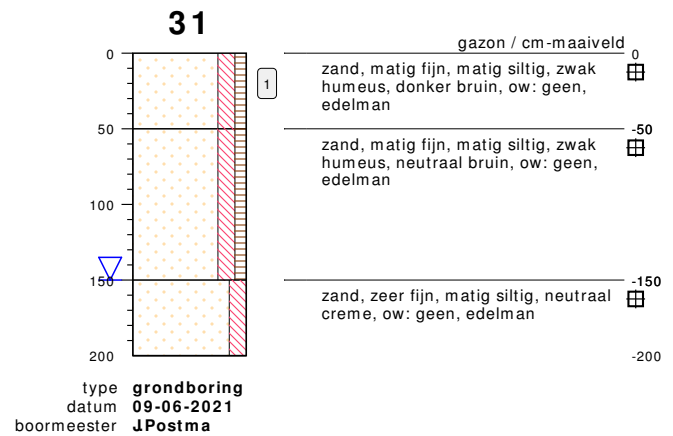 31
gazon / cm-maaiveld
0
0
zand, matig fijn, matig siltig, zwak
humeus, donker bruin, ow: geen,
edelman
1
50
-50
zand, matig fijn, matig siltig, zwak
humeus, neutraal bruin, ow: geen,
edelman
100
150
-150
zand, zeer fijn, matig siltig, neutraal
creme, ow: geen, edelman
200
-200
type grondboring
datum 09-06-2021
boormeester J.Postma